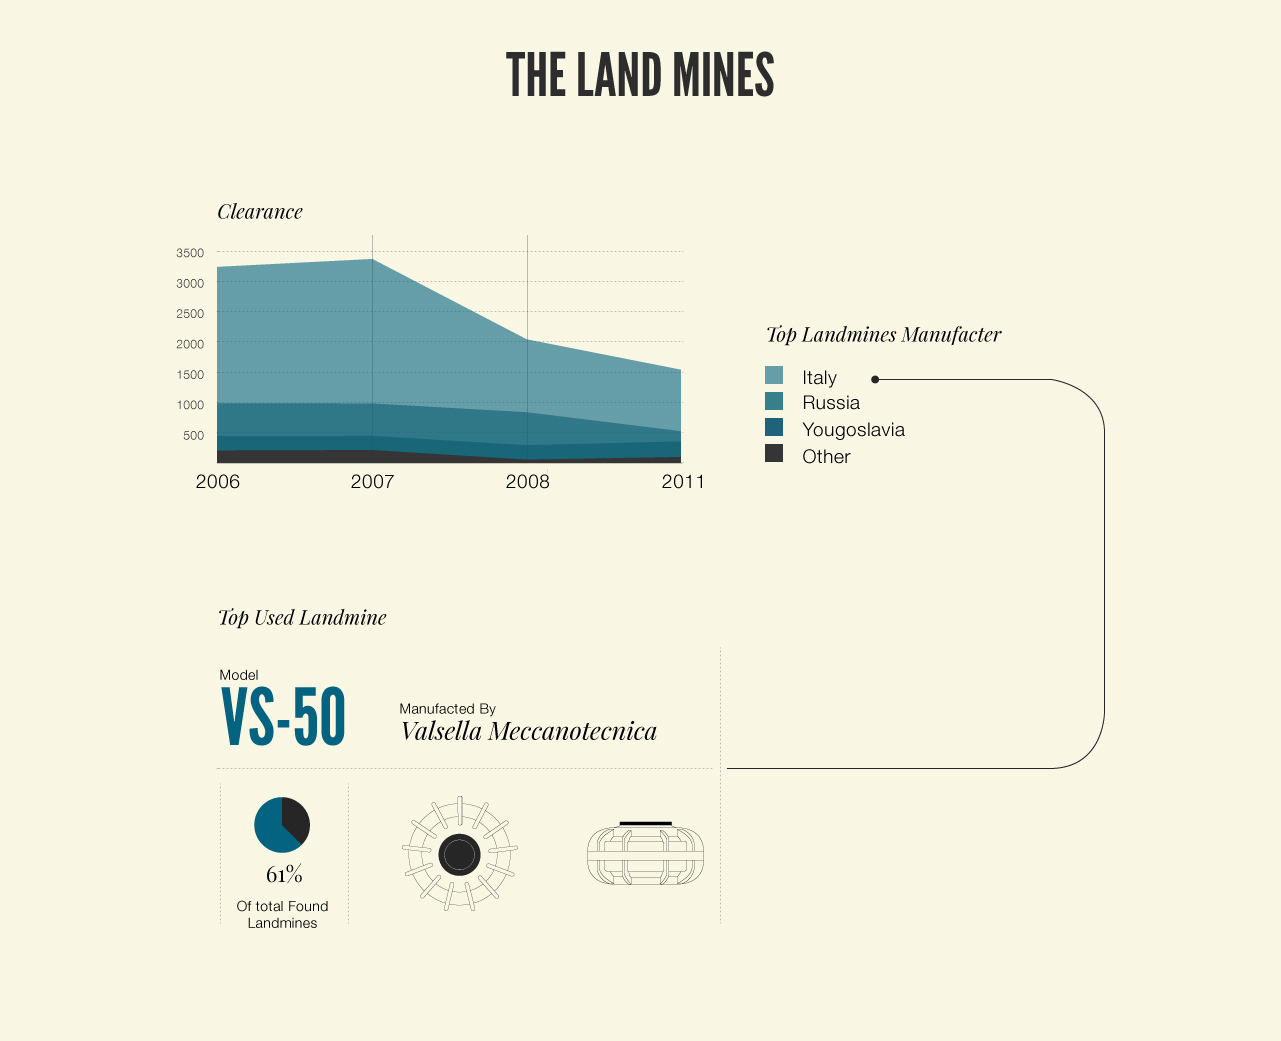 THE LAND MINES
Clearance
3500
3000
2500
2000
1500
1000
500
2006 2007 2008 2011
Top Landmines Manufacter
Italy
Russia
Yougoslavia
Other
Top Used Landmine
Model
VS-50
Manufacted By
Valsella Meccanotecnica
61%
Of total Found
Landmines